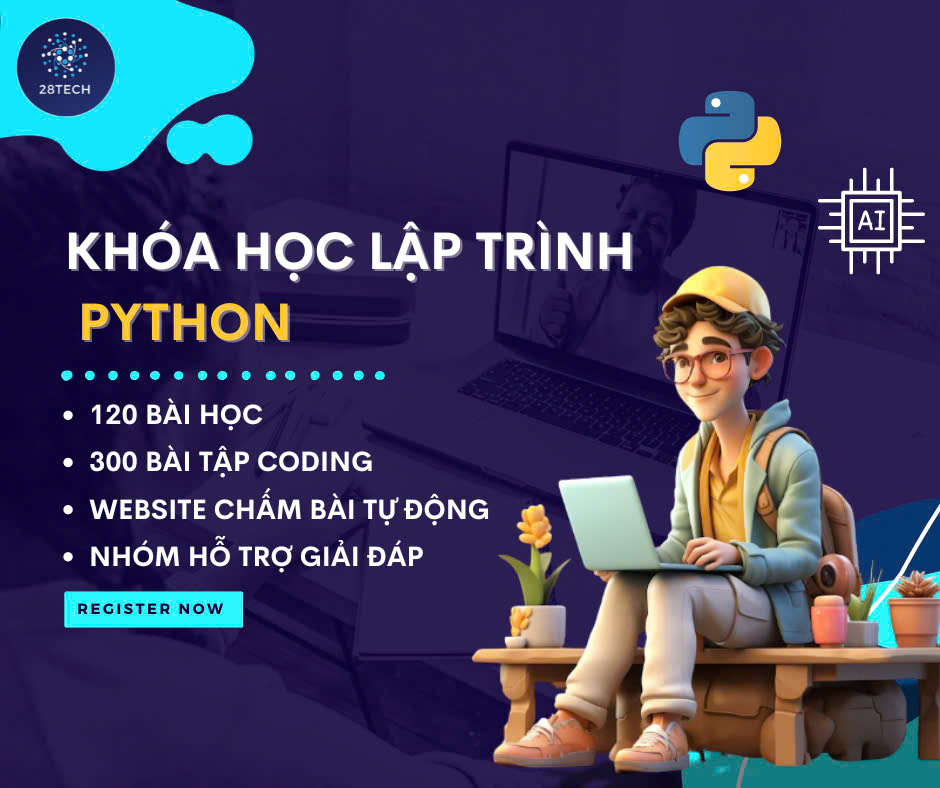 28TECH
AI
KHÓA HỌC LẬP TRÌNH
PYTHON
120 BÀI HỌC
300 BÀI TẬP CODING
WEBSITE CHẤM BÀI TỰ ĐỘNG
NHÓM HỖ TRỢ GIẢI ĐÁP
REGISTER NOW